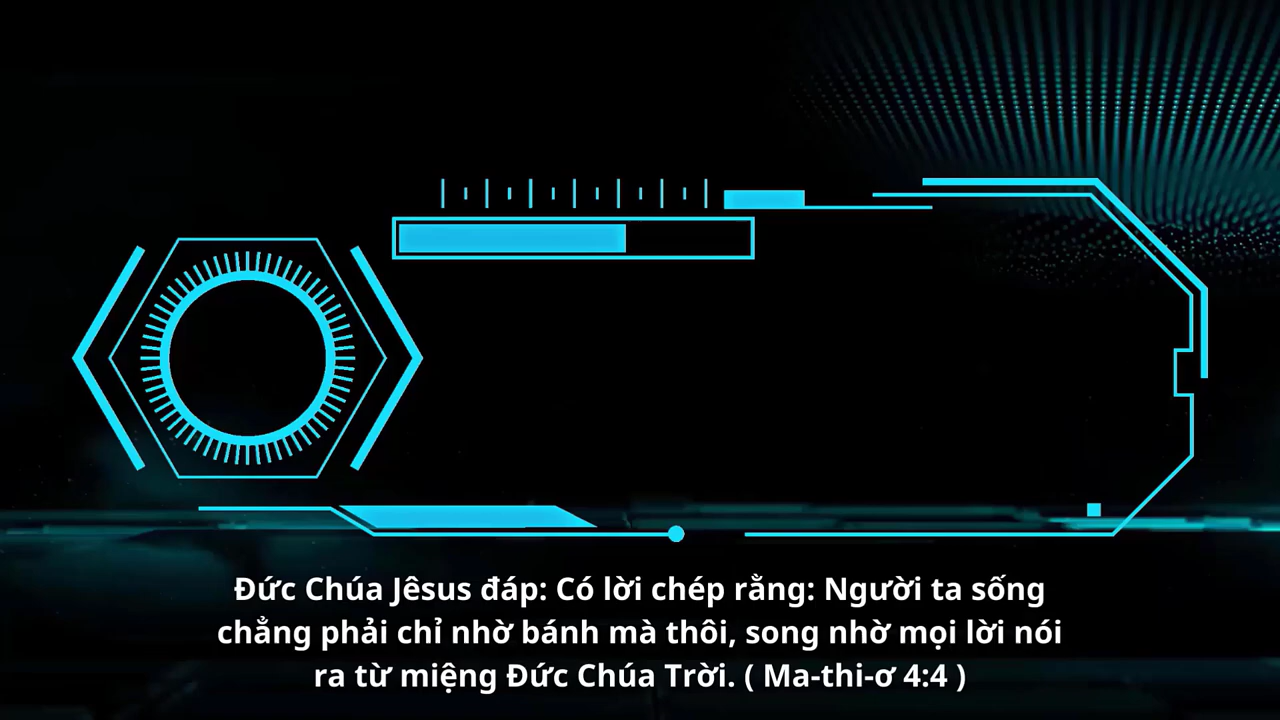 Đức Chúa Jêsus đáp: Có lời chép rằng: Người ta sống
chẳng phải chỉ nhờ bánh mà thôi, song nhờ mọi lời nói
ra từ miệng Đức Chúa Trời. ( Ma-thi-ơ 4:4 )